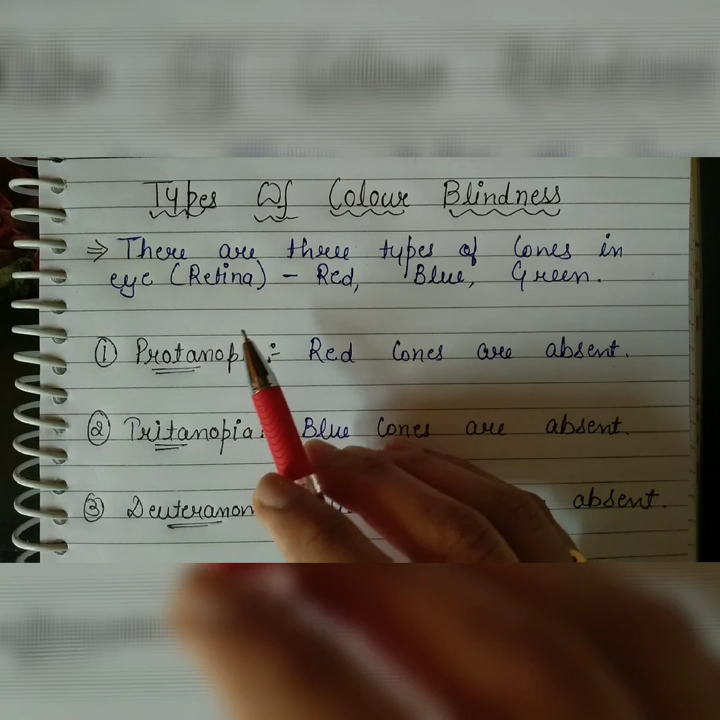 Types Of Colour Blindness
⇒ There are three types of Cones in
eye (Retina) - Red, Blue, Green.
① Protanop :- Red Cones are absent.
② Tritanopia: Blue Cones are absent.
③ Deuteranom absent.